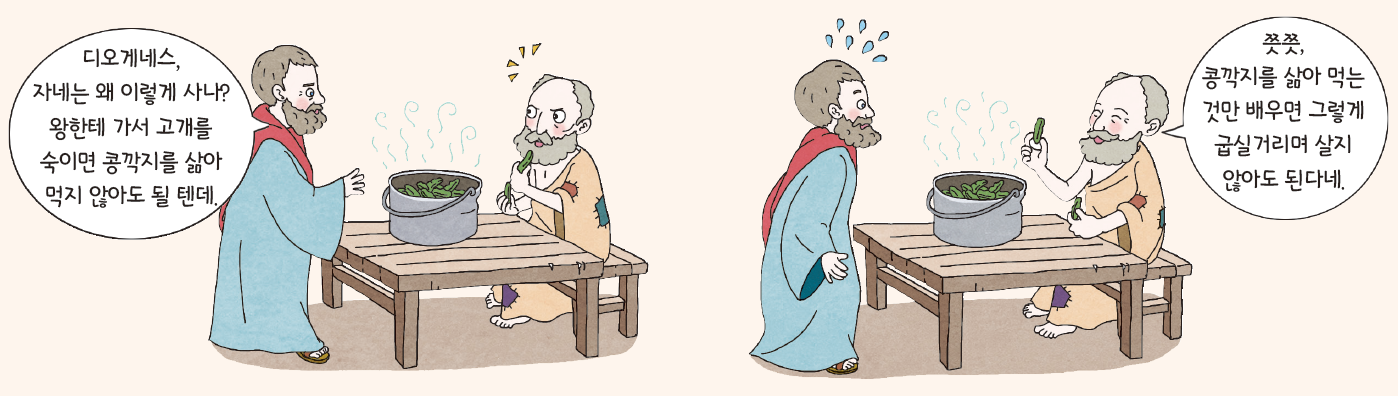 디오게네스,
자네는 왜 이렇게 사나?
왕한테 가서 고개를
숙이면 콩깍지를 삶아
먹지 않아도 될 텐데.
쯧쯧,
콩깍지를 삶아 먹는
것만 배우면 그렇게
굽실거리며 살지
않아도 된다네.